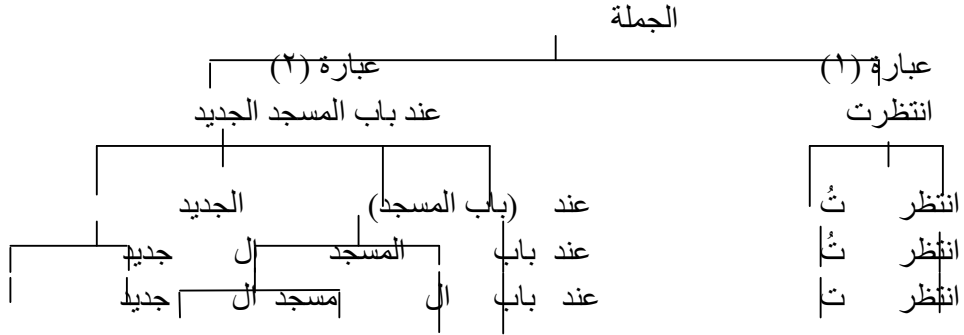 الجملة
عبارة (١) عبارة (٢)
انتظرت عند باب المسجد الجديد
انتظر تُ عند (باب المسجد) الجديد
انتظر تُ عند باب المسجد ال جديد
انتظر ت عند باب ال مسجد ال جديد